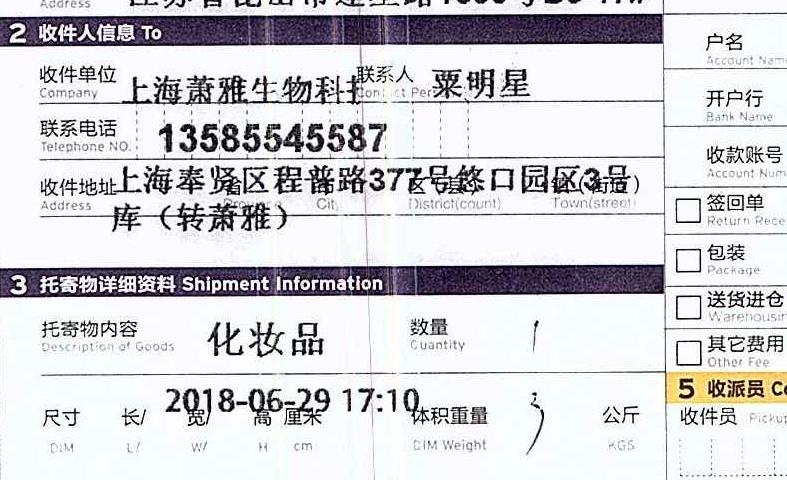 Address
2 收件人信息 To
收件单位 上海萧雅生物科技 联系人 粟明星
Company Contact Per
联系电话 13585545587
Telephone NO.
收件地址 上海奉贤区程普路377号悠口园区3号
Address 省 Province 市 City 区 District(count) 镇(街道) Town(street)
库（转萧雅）
3 托寄物详细资料 Shipment Information
托寄物内容 化妆品 数量 1
Description of Goods Quantity
2018-06-29 17:10
尺寸 长/ 宽/ 高 厘米 体积重量 3 公斤
DIM L/ W/ H cm DIM Weight KGS
户名
Account Name
开户行
Bank Name
收款账号
Account Num
签回单
Return Rece
包装
Package
送货进仓
Warehousin
其它费用
Other Fee
5 收派员 Co
收件员 Pickup